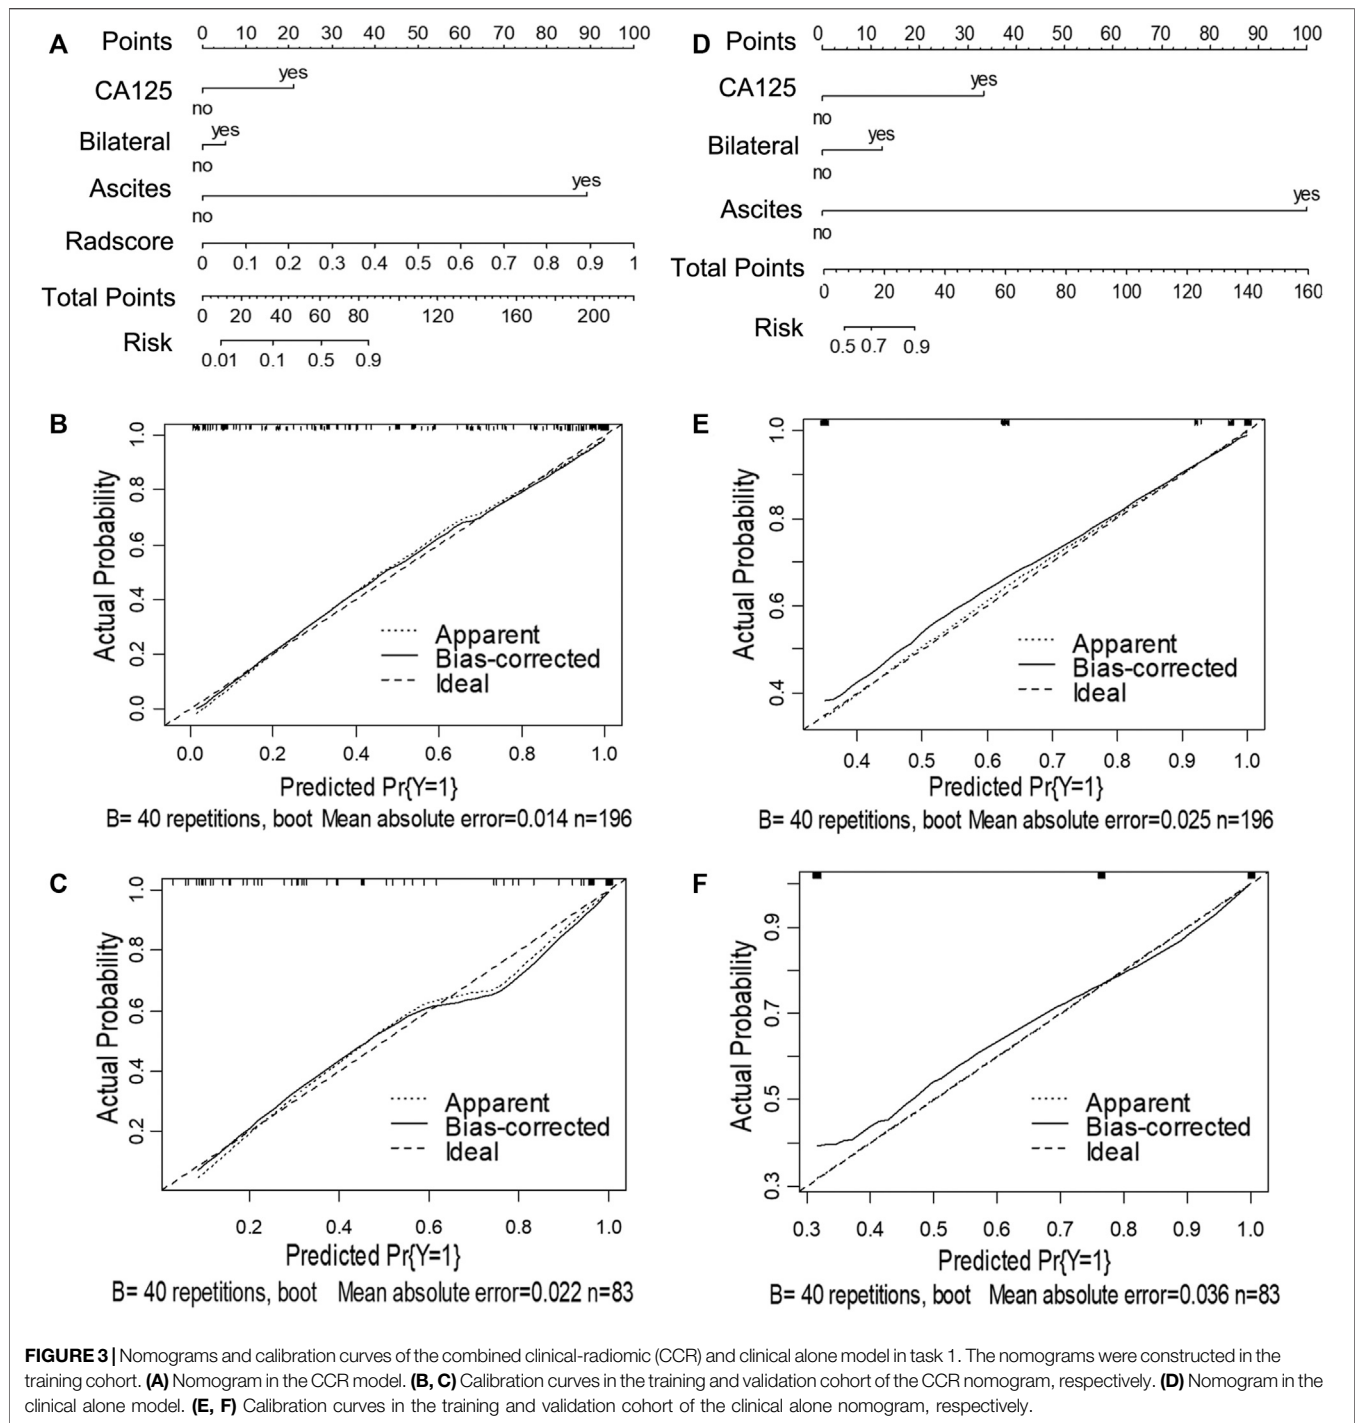 A
Points
0 10 20 30 40 50 60 70 80 90 100
CA125
yes
no
Bilateral
yes
no
Ascites
yes
no
Radscore
0 0.1 0.2 0.3 0.4 0.5 0.6 0.7 0.8 0.9 1
Total Points
0 20 40 60 80 120 160 200
Risk
0.01 0.1 0.5 0.9
D
Points
0 10 20 30 40 50 60 70 80 90 100
CA125
yes
no
Bilateral
yes
no
Ascites
yes
no
Total Points
0 20 40 60 80 100 120 140 160
Risk
0.5 0.7 0.9
B
Actual Probability
0.0 0.2 0.4 0.6 0.8 1.0
Apparent
Bias-corrected
Ideal
0.0 0.2 0.4 0.6 0.8 1.0
Predicted Pr{Y=1}
B= 40 repetitions, boot Mean absolute error=0.014 n=196
E
Actual Probability
0.4 0.6 0.8 1.0
Apparent
Bias-corrected
Ideal
0.4 0.5 0.6 0.7 0.8 0.9 1.0
Predicted Pr{Y=1}
B= 40 repetitions, boot Mean absolute error=0.025 n=196
C
Actual Probability
0.2 0.4 0.6 0.8 1.0
Apparent
Bias-corrected
Ideal
0.2 0.4 0.6 0.8 1.0
Predicted Pr{Y=1}
B= 40 repetitions, boot Mean absolute error=0.022 n=83
F
Actual Probability
0.3 0.5 0.7 0.9
Apparent
Bias-corrected
Ideal
0.3 0.4 0.5 0.6 0.7 0.8 0.9 1.0
Predicted Pr{Y=1}
B= 40 repetitions, boot Mean absolute error=0.036 n=83
FIGURE 3 | Nomograms and calibration curves of the combined clinical-radiomic (CCR) and clinical alone model in task 1. The nomograms were constructed in the
training cohort. (A) Nomogram in the CCR model. (B, C) Calibration curves in the training and validation cohort of the CCR nomogram, respectively. (D) Nomogram in the
clinical alone model. (E, F) Calibration curves in the training and validation cohort of the clinical alone nomogram, respectively.